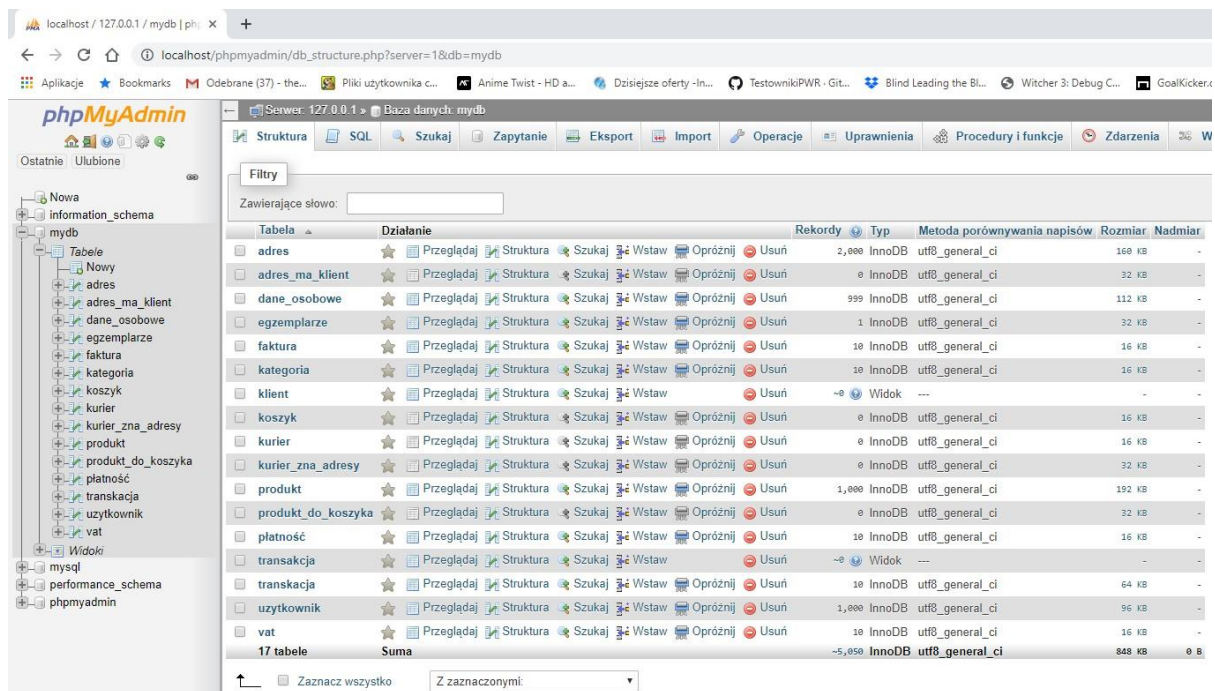 localhost / 127.0.0.1 / mydb | ph
localhost/phpmyadmin/db_structure.php?server=1&db=mydb
Aplikacje Bookmarks Odebrane (37) - the... Pliki użytkownika c... Anime Twist - HD a... Dzisiejsze oferty -In... TestownikiPWR - Git... Blind Leading the Bl... Witcher 3: Debug C... GoalKicker.c
phpMyAdmin
Ostatnie Ulubione
Nowa
information_schema
mydb
Tabele
Nowy
adres
adres_ma_klient
dane_osobowe
egzemplarze
faktura
kategoria
koszyk
kurier
kurier_zna_adresy
produkt
produkt_do_koszyka
płatność
transkacja
uzytkownik
vat
Widoki
mysql
performance_schema
phpmyadmin
Serwer: 127.0.0.1 » Baza danych: mydb
Struktura SQL Szukaj Zapytanie Eksport Import Operacje Uprawnienia Procedury i funkcje Zdarzenia W
Filtry
Zawierające słowo:
Tabela Działanie Rekordy Typ Metoda porównywania napisów Rozmiar Nadmiar
adres Przeglądaj Struktura Szukaj Wstaw Opróżnij Usuń 2,000 InnoDB utf8_general_ci 160 KB -
adres_ma_klient Przeglądaj Struktura Szukaj Wstaw Opróżnij Usuń 0 InnoDB utf8_general_ci 32 KB -
dane_osobowe Przeglądaj Struktura Szukaj Wstaw Opróżnij Usuń 999 InnoDB utf8_general_ci 112 KB -
egzemplarze Przeglądaj Struktura Szukaj Wstaw Opróżnij Usuń 1 InnoDB utf8_general_ci 32 KB -
faktura Przeglądaj Struktura Szukaj Wstaw Opróżnij Usuń 10 InnoDB utf8_general_ci 16 KB -
kategoria Przeglądaj Struktura Szukaj Wstaw Opróżnij Usuń 10 InnoDB utf8_general_ci 16 KB -
klient Przeglądaj Struktura Szukaj Wstaw Usuń ~0 Widok --- - -
koszyk Przeglądaj Struktura Szukaj Wstaw Opróżnij Usuń 0 InnoDB utf8_general_ci 16 KB -
kurier Przeglądaj Struktura Szukaj Wstaw Opróżnij Usuń 0 InnoDB utf8_general_ci 16 KB -
kurier_zna_adresy Przeglądaj Struktura Szukaj Wstaw Opróżnij Usuń 0 InnoDB utf8_general_ci 32 KB -
produkt Przeglądaj Struktura Szukaj Wstaw Opróżnij Usuń 1,000 InnoDB utf8_general_ci 192 KB -
produkt_do_koszyka Przeglądaj Struktura Szukaj Wstaw Opróżnij Usuń 0 InnoDB utf8_general_ci 32 KB -
płatność Przeglądaj Struktura Szukaj Wstaw Opróżnij Usuń 10 InnoDB utf8_general_ci 16 KB -
transakcja Przeglądaj Struktura Szukaj Wstaw Usuń ~0 Widok --- - -
transkacja Przeglądaj Struktura Szukaj Wstaw Opróżnij Usuń 10 InnoDB utf8_general_ci 64 KB -
uzytkownik Przeglądaj Struktura Szukaj Wstaw Opróżnij Usuń 1,000 InnoDB utf8_general_ci 96 KB -
vat Przeglądaj Struktura Szukaj Wstaw Opróżnij Usuń 10 InnoDB utf8_general_ci 16 KB -
17 tabele Suma ~5,050 InnoDB utf8_general_ci 848 KB 0 B
Zaznacz wszystko Z zaznaczonymi: